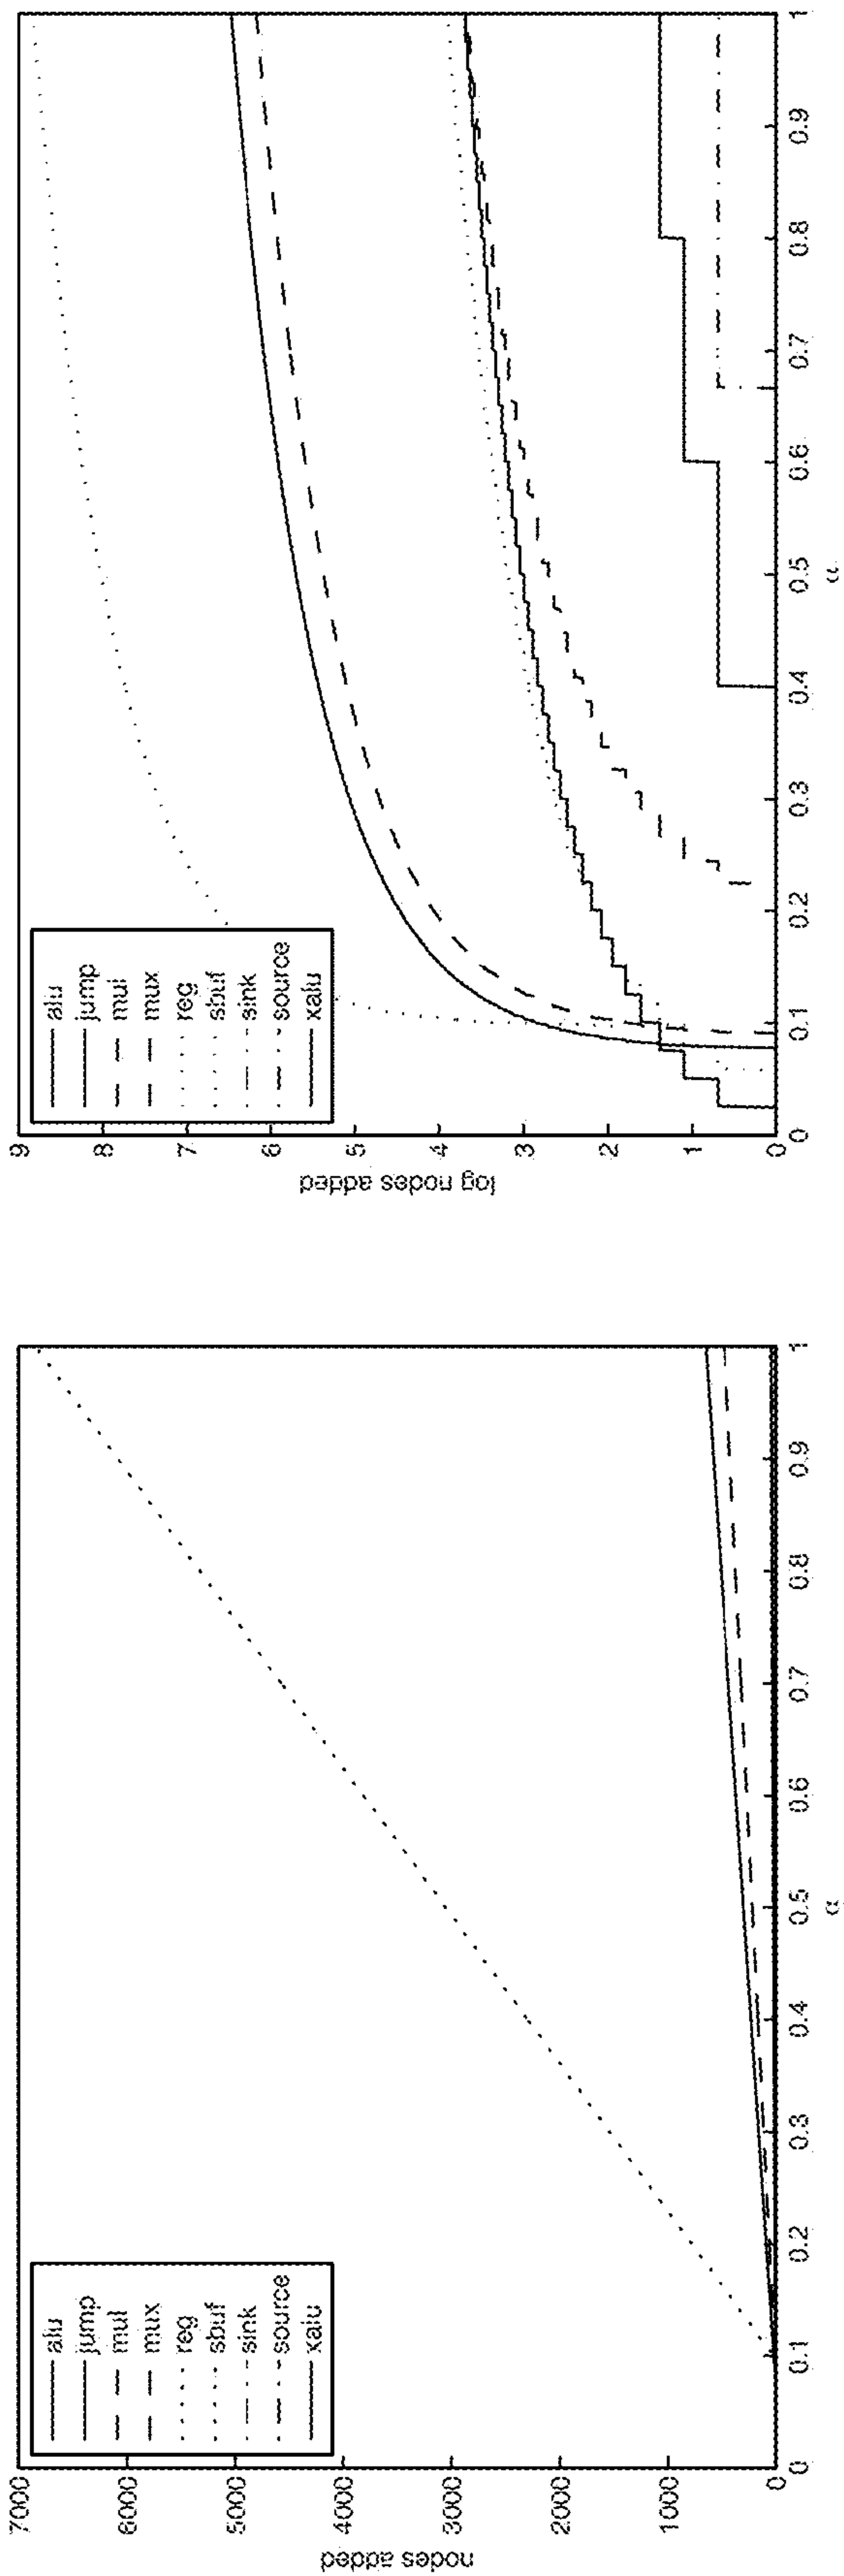 7000
6000
5000
4000
3000
2000
1000
0
nodes added
alu
jump
mul
mux
reg
sbuf
sink
source
xalu
0
0.1
0.2
0.3
0.4
0.5
0.6
0.7
0.8
0.9
1
α
9
8
7
6
5
4
3
2
1
0
log nodes added
alu
jump
mul
mux
reg
sbuf
sink
source
xalu
0
0.1
0.2
0.3
0.4
0.5
0.6
0.7
0.8
0.9
1
α